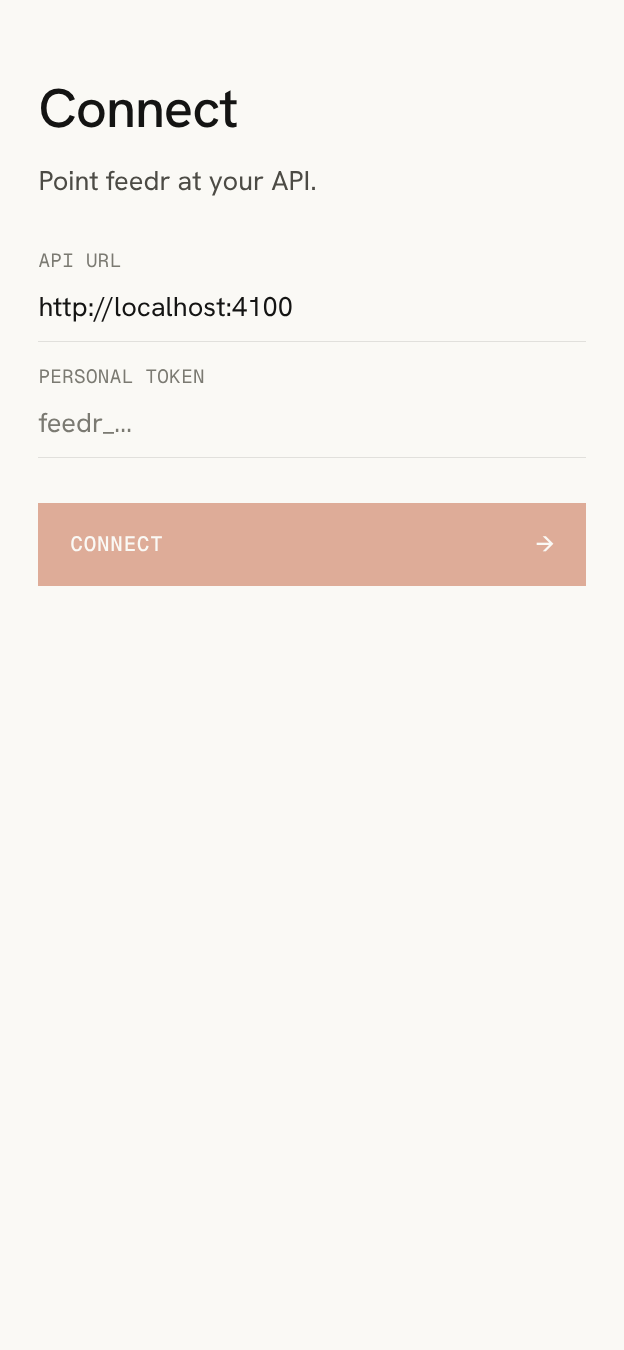 Connect
Point feedr at your API.
API URL
http://localhost:4100
PERSONAL TOKEN
feedr_...
CONNECT →